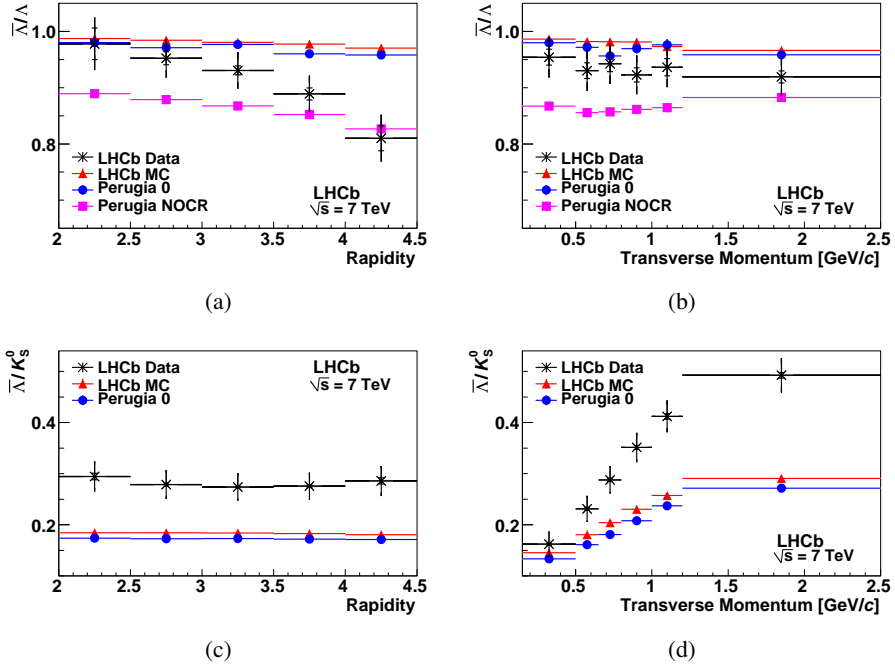 Λ̅/Λ
1.0
0.8
LHCb Data
LHCb MC
Perugia 0
Perugia NOCR
LHCb
√s = 7 TeV
2 2.5 3 3.5 4 4.5
Rapidity
(a)
Λ̅/Λ
1.0
0.8
LHCb Data
LHCb MC
Perugia 0
Perugia NOCR
LHCb
√s = 7 TeV
0.5 1 1.5 2 2.5
Transverse Momentum [GeV/c]
(b)
Λ̅/K⁰S
0.4
0.2
LHCb Data
LHCb MC
Perugia 0
LHCb
√s = 7 TeV
2 2.5 3 3.5 4 4.5
Rapidity
(c)
Λ̅/K⁰S
0.4
0.2
LHCb Data
LHCb MC
Perugia 0
LHCb
√s = 7 TeV
0.5 1 1.5 2 2.5
Transverse Momentum [GeV/c]
(d)